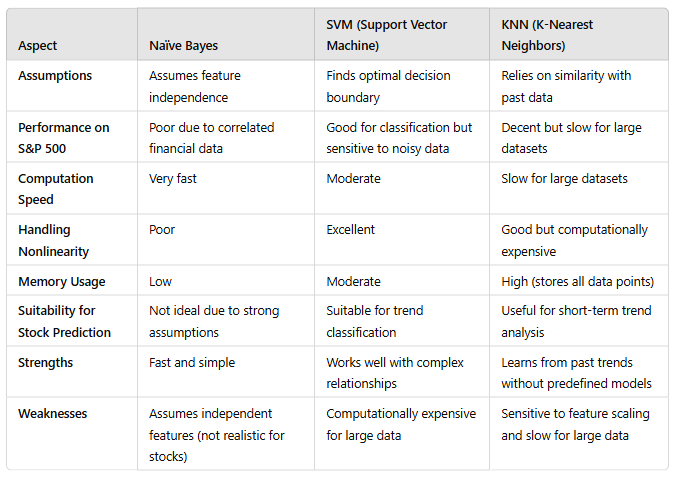 Aspect
Naïve Bayes
SVM (Support Vector
Machine)
KNN (K-Nearest
Neighbors)
Assumptions
Assumes feature
independence
Finds optimal decision
boundary
Relies on similarity with
past data
Performance on
S&P 500
Poor due to correlated
financial data
Good for classification but
sensitive to noisy data
Decent but slow for large
datasets
Computation
Speed
Very fast
Moderate
Slow for large datasets
Handling
Nonlinearity
Poor
Excellent
Good but computationally
expensive
Memory Usage
Low
Moderate
High (stores all data points)
Suitability for
Stock Prediction
Not ideal due to strong
assumptions
Suitable for trend
classification
Useful for short-term trend
analysis
Strengths
Fast and simple
Works well with complex
relationships
Learns from past trends
without predefined models
Weaknesses
Assumes independent
features (not realistic for
stocks)
Computationally expensive
for large data
Sensitive to feature scaling
and slow for large data